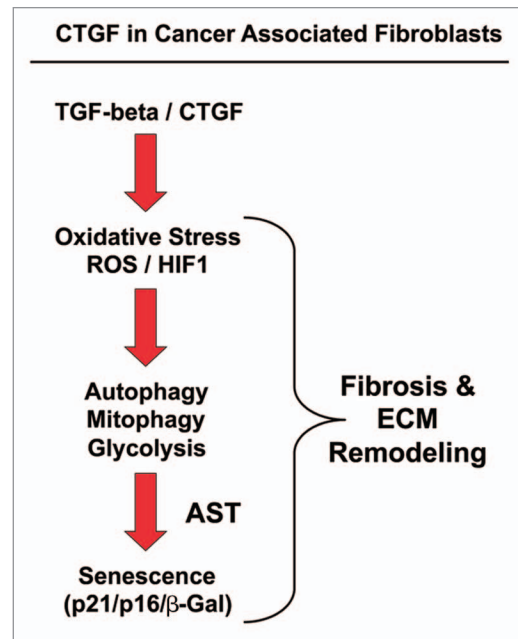 CTGF in Cancer Associated Fibroblasts
TGF-beta / CTGF
Oxidative Stress
ROS / HIF1
Autophagy
Mitophagy
Glycolysis
AST
Senescence
(p21/p16/β-Gal)
Fibrosis &
ECM
Remodeling